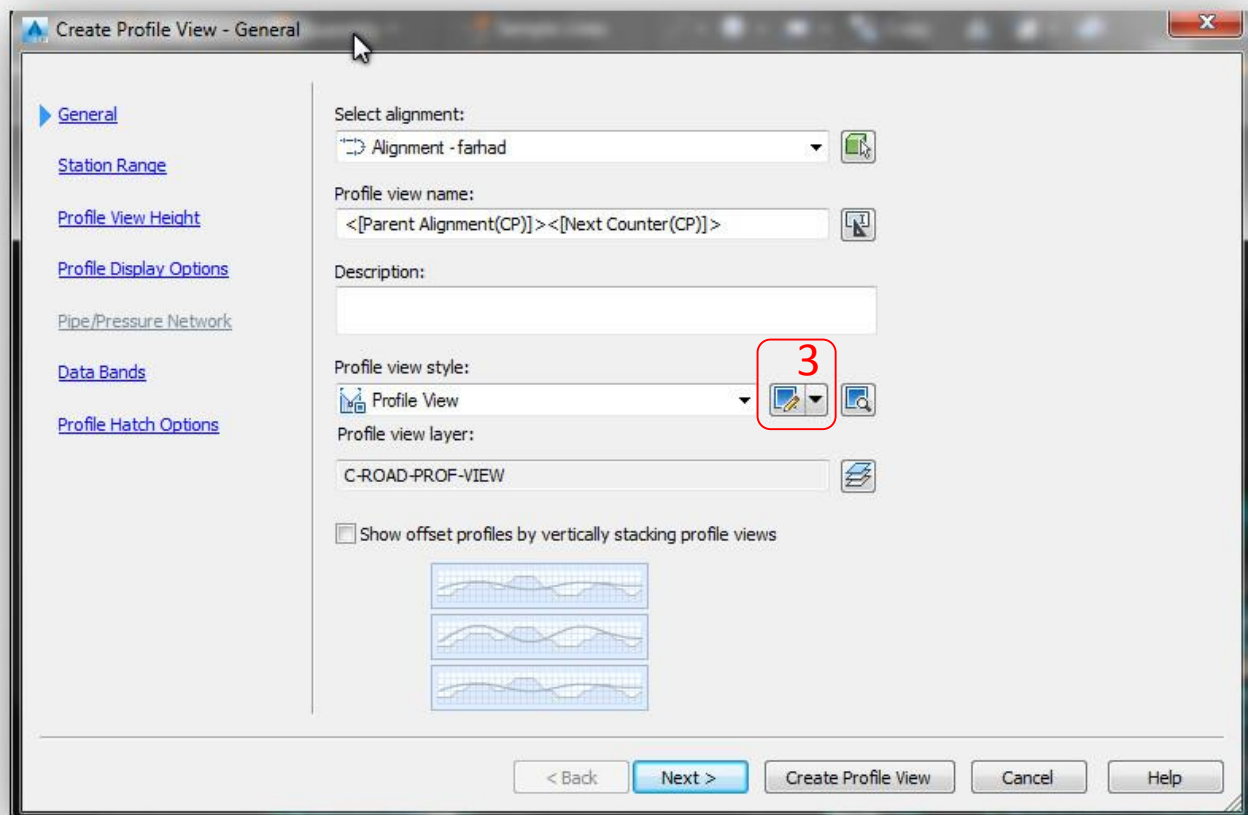 Create Profile View - General
General
Station Range
Profile View Height
Profile Display Options
Pipe/Pressure Network
Data Bands
Profile Hatch Options
Select alignment:
Alignment - farhad
Profile view name:
<[Parent Alignment(CP)]><[Next Counter(CP)]>
Description:
3
Profile view style:
Profile View
Profile view layer:
C-ROAD-PROF-VIEW
Show offset profiles by vertically stacking profile views
< Back
Next >
Create Profile View
Cancel
Help